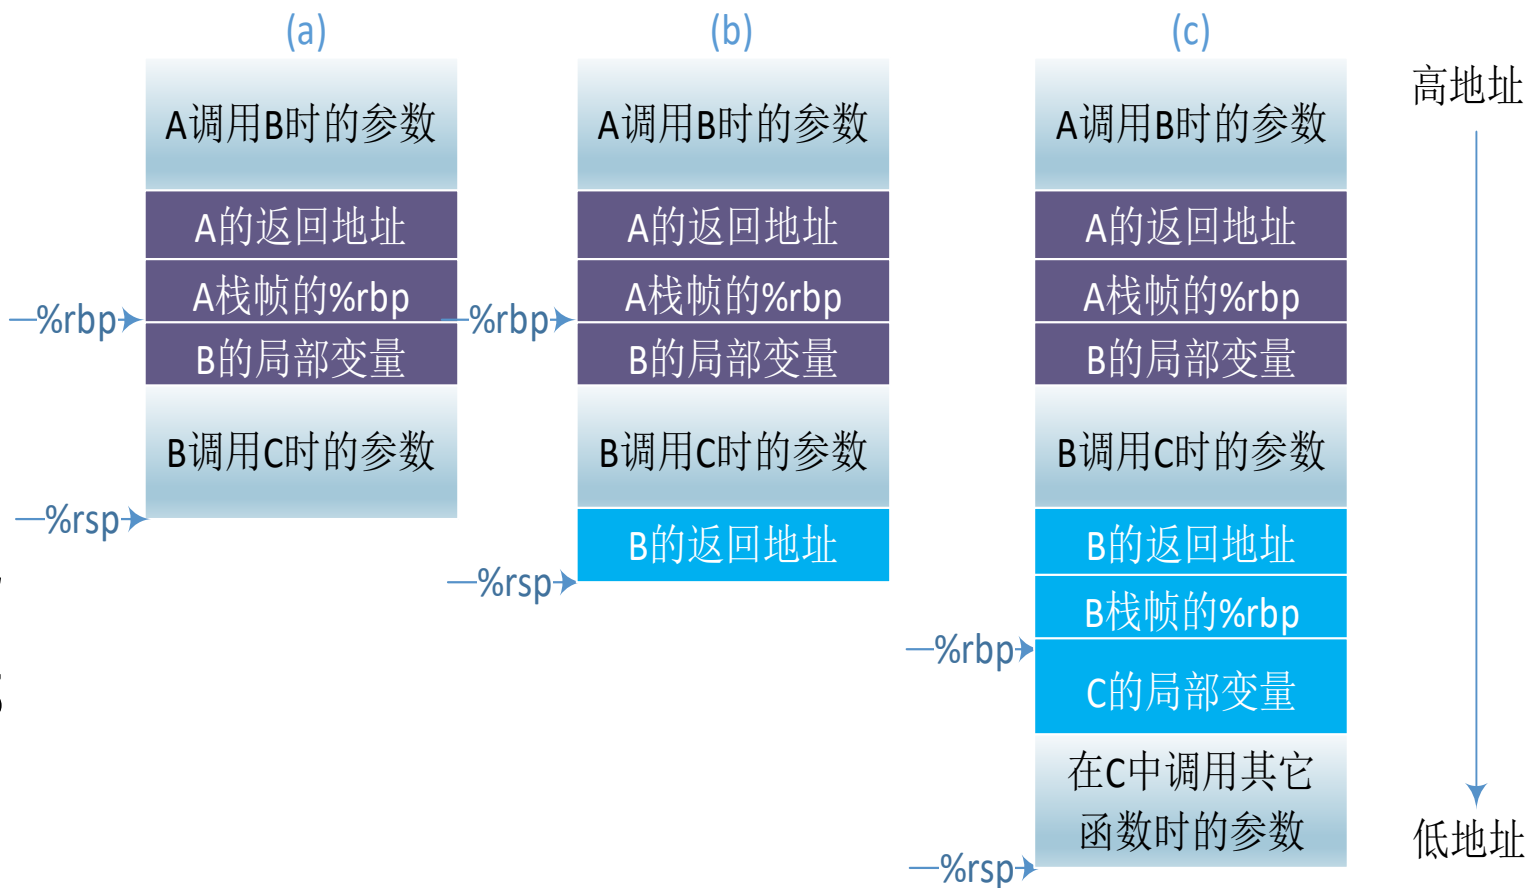 (a)
A调用B时的参数
A的返回地址
A栈帧的%rbp
%rbp
B的局部变量
B调用C时的参数
%rsp
(b)
A调用B时的参数
A的返回地址
A栈帧的%rbp
%rbp
B的局部变量
B调用C时的参数
B的返回地址
%rsp
(c)
A调用B时的参数
A的返回地址
A栈帧的%rbp
B的局部变量
B调用C时的参数
B的返回地址
B栈帧的%rbp
%rbp
C的局部变量
在C中调用其它
函数时的参数
%rsp
高地址
低地址